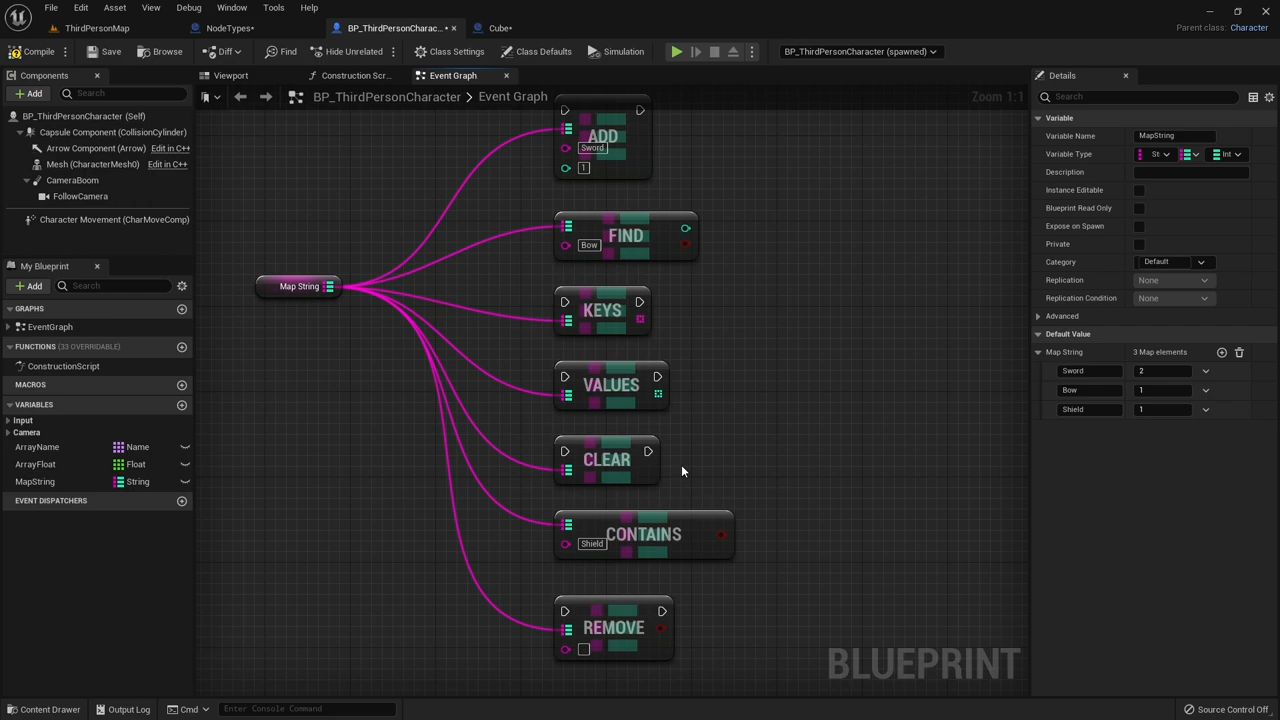 File Edit Asset View Debug Window Tools Help
ThirdPersonMap
NodeTypes*
BP_ThirdPersonCharac...*
Cube*
Parent class: Character
Compile
Save
Browse
Diff
Find
Hide Unrelated
Class Settings
Class Defaults
Simulation
BP_ThirdPersonCharacter (spawned)
Components
Add
Search
BP_ThirdPersonCharacter (Self)
Capsule Component (CollisionCylinder)
Arrow Component (Arrow) Edit in C++
Mesh (CharacterMesh0) Edit in C++
CameraBoom
FollowCamera
Character Movement (CharMoveComp)
My Blueprint
Add
Search
GRAPHS
EventGraph
FUNCTIONS (33 OVERRIDABLE)
ConstructionScript
MACROS
VARIABLES
Input
Camera
ArrayName Name
ArrayFloat Float
MapString String
EVENT DISPATCHERS
Viewport
Construction Scr...
Event Graph
BP_ThirdPersonCharacter > Event Graph
Zoom 1:1
Map String
ADD
Sword
1
FIND
Bow
KEYS
VALUES
CLEAR
CONTAINS
Shield
REMOVE
BLUEPRINT
Details
Search
Variable
Variable Name MapString
Variable Type St Int
Description
Instance Editable
Blueprint Read Only
Expose on Spawn
Private
Category Default
Replication None
Replication Condition None
Advanced
Default Value
Map String 3 Map elements
Sword 2
Bow 1
Shield 1
Content Drawer
Output Log
Cmd
Enter Console Command
Source Control Off